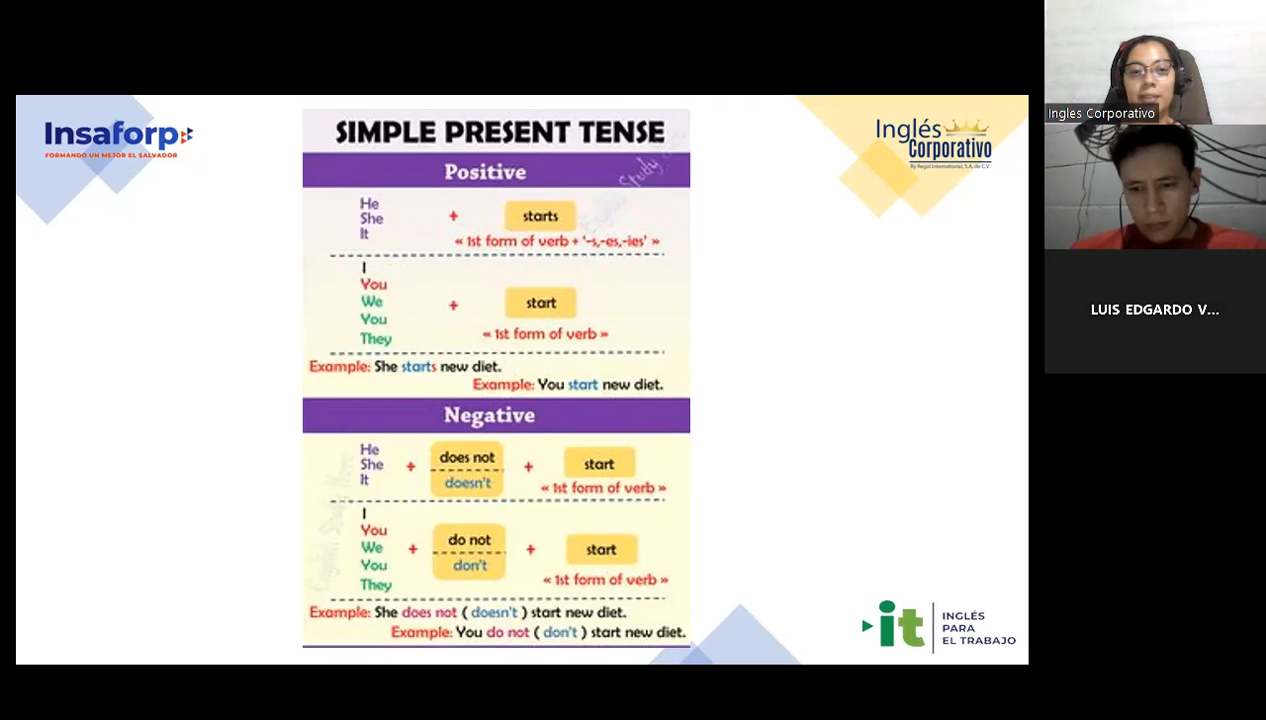 Insaforp
FORMANDO UN MEJOR EL SALVADOR
SIMPLE PRESENT TENSE
Inglés
Corporativo
By Regal International, S.A. de C.V.
Positive
He
She
It
+
starts
« 1st form of verb + '-s,-es,-ies' »
I
You
We
You
They
+
start
« 1st form of verb »
Example: She starts new diet.
Example: You start new diet.
Negative
He
She
It
+
does not
doesn't
+
start
« 1st form of verb »
I
You
We
You
They
+
do not
don't
+
start
« 1st form of verb »
Example: She does not ( doesn't ) start new diet.
Example: You do not ( don't ) start new diet.
it
INGLÉS
PARA
EL TRABAJO
Ingles Corporativo
LUIS EDGARDO V...